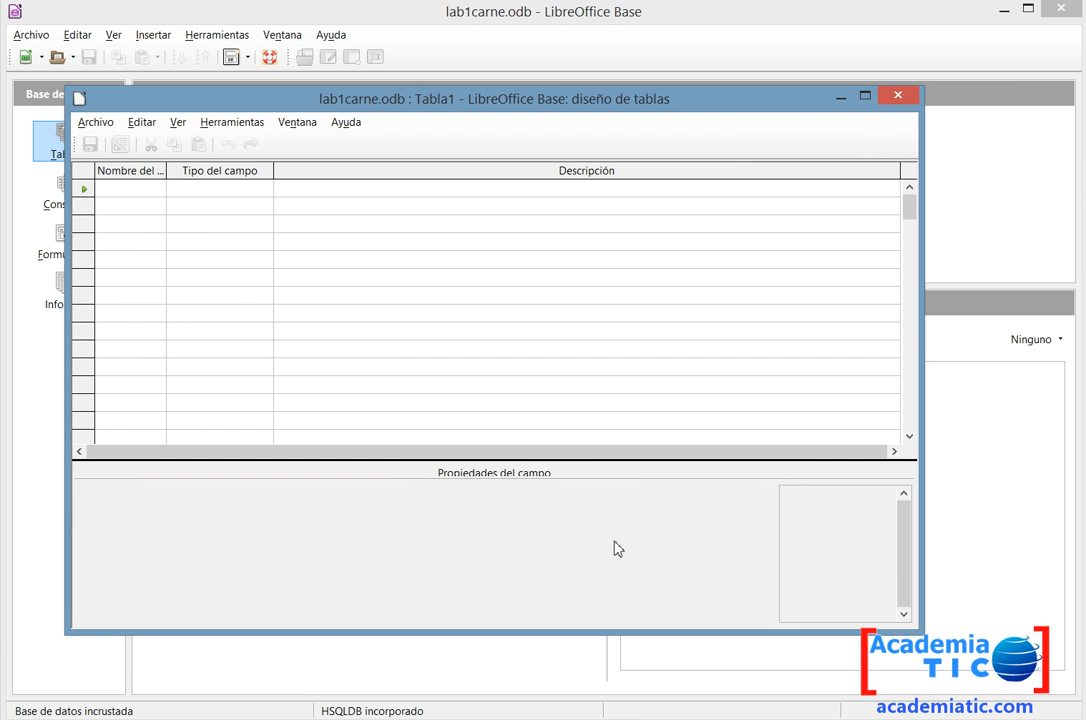 lab1carne.odb - LibreOffice Base
Archivo Editar Ver Insertar Herramientas Ventana Ayuda
Base de
lab1carne.odb : Tabla1 - LibreOffice Base: diseño de tablas
Archivo Editar Ver Herramientas Ventana Ayuda
Nombre del ... Tipo del campo Descripción
Tab
Cons
Formu
Info
Ninguno
Propiedades del campo
Academia
TIC
academiatic.com
Base de datos incrustada HSQLDB incorporado